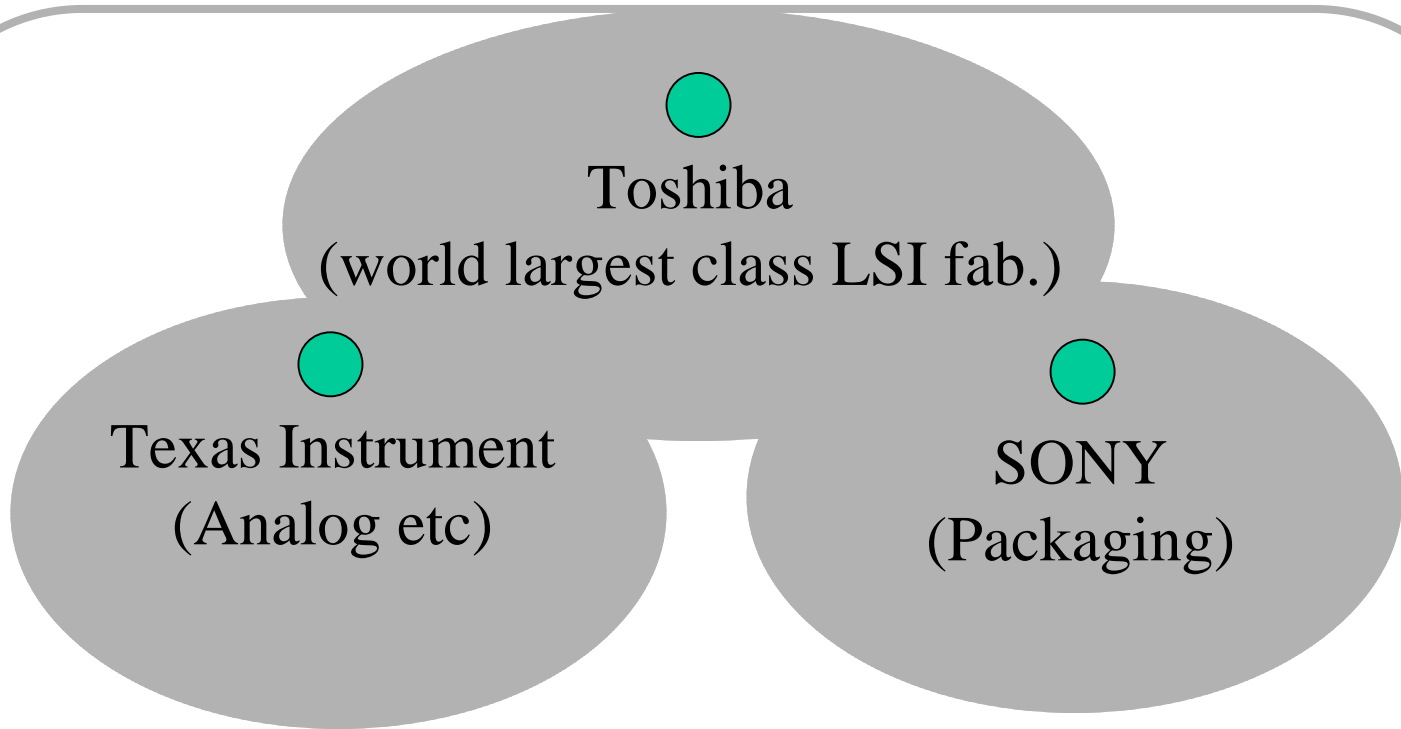 Toshiba
(world largest class LSI fab.)
Texas Instrument
(Analog etc)
SONY
(Packaging)